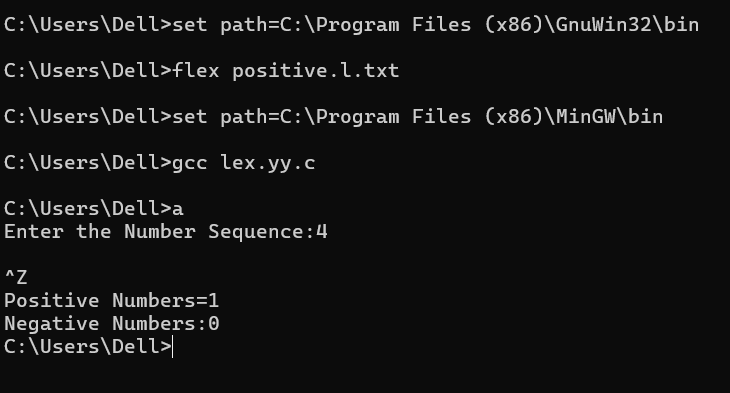 C:\Users\Dell>set path=C:\Program Files (x86)\GnuWin32\bin
C:\Users\Dell>flex positive.l.txt
C:\Users\Dell>set path=C:\Program Files (x86)\MinGW\bin
C:\Users\Dell>gcc lex.yy.c
C:\Users\Dell>a
Enter the Number Sequence:4
^Z
Positive Numbers=1
Negative Numbers:0
C:\Users\Dell>